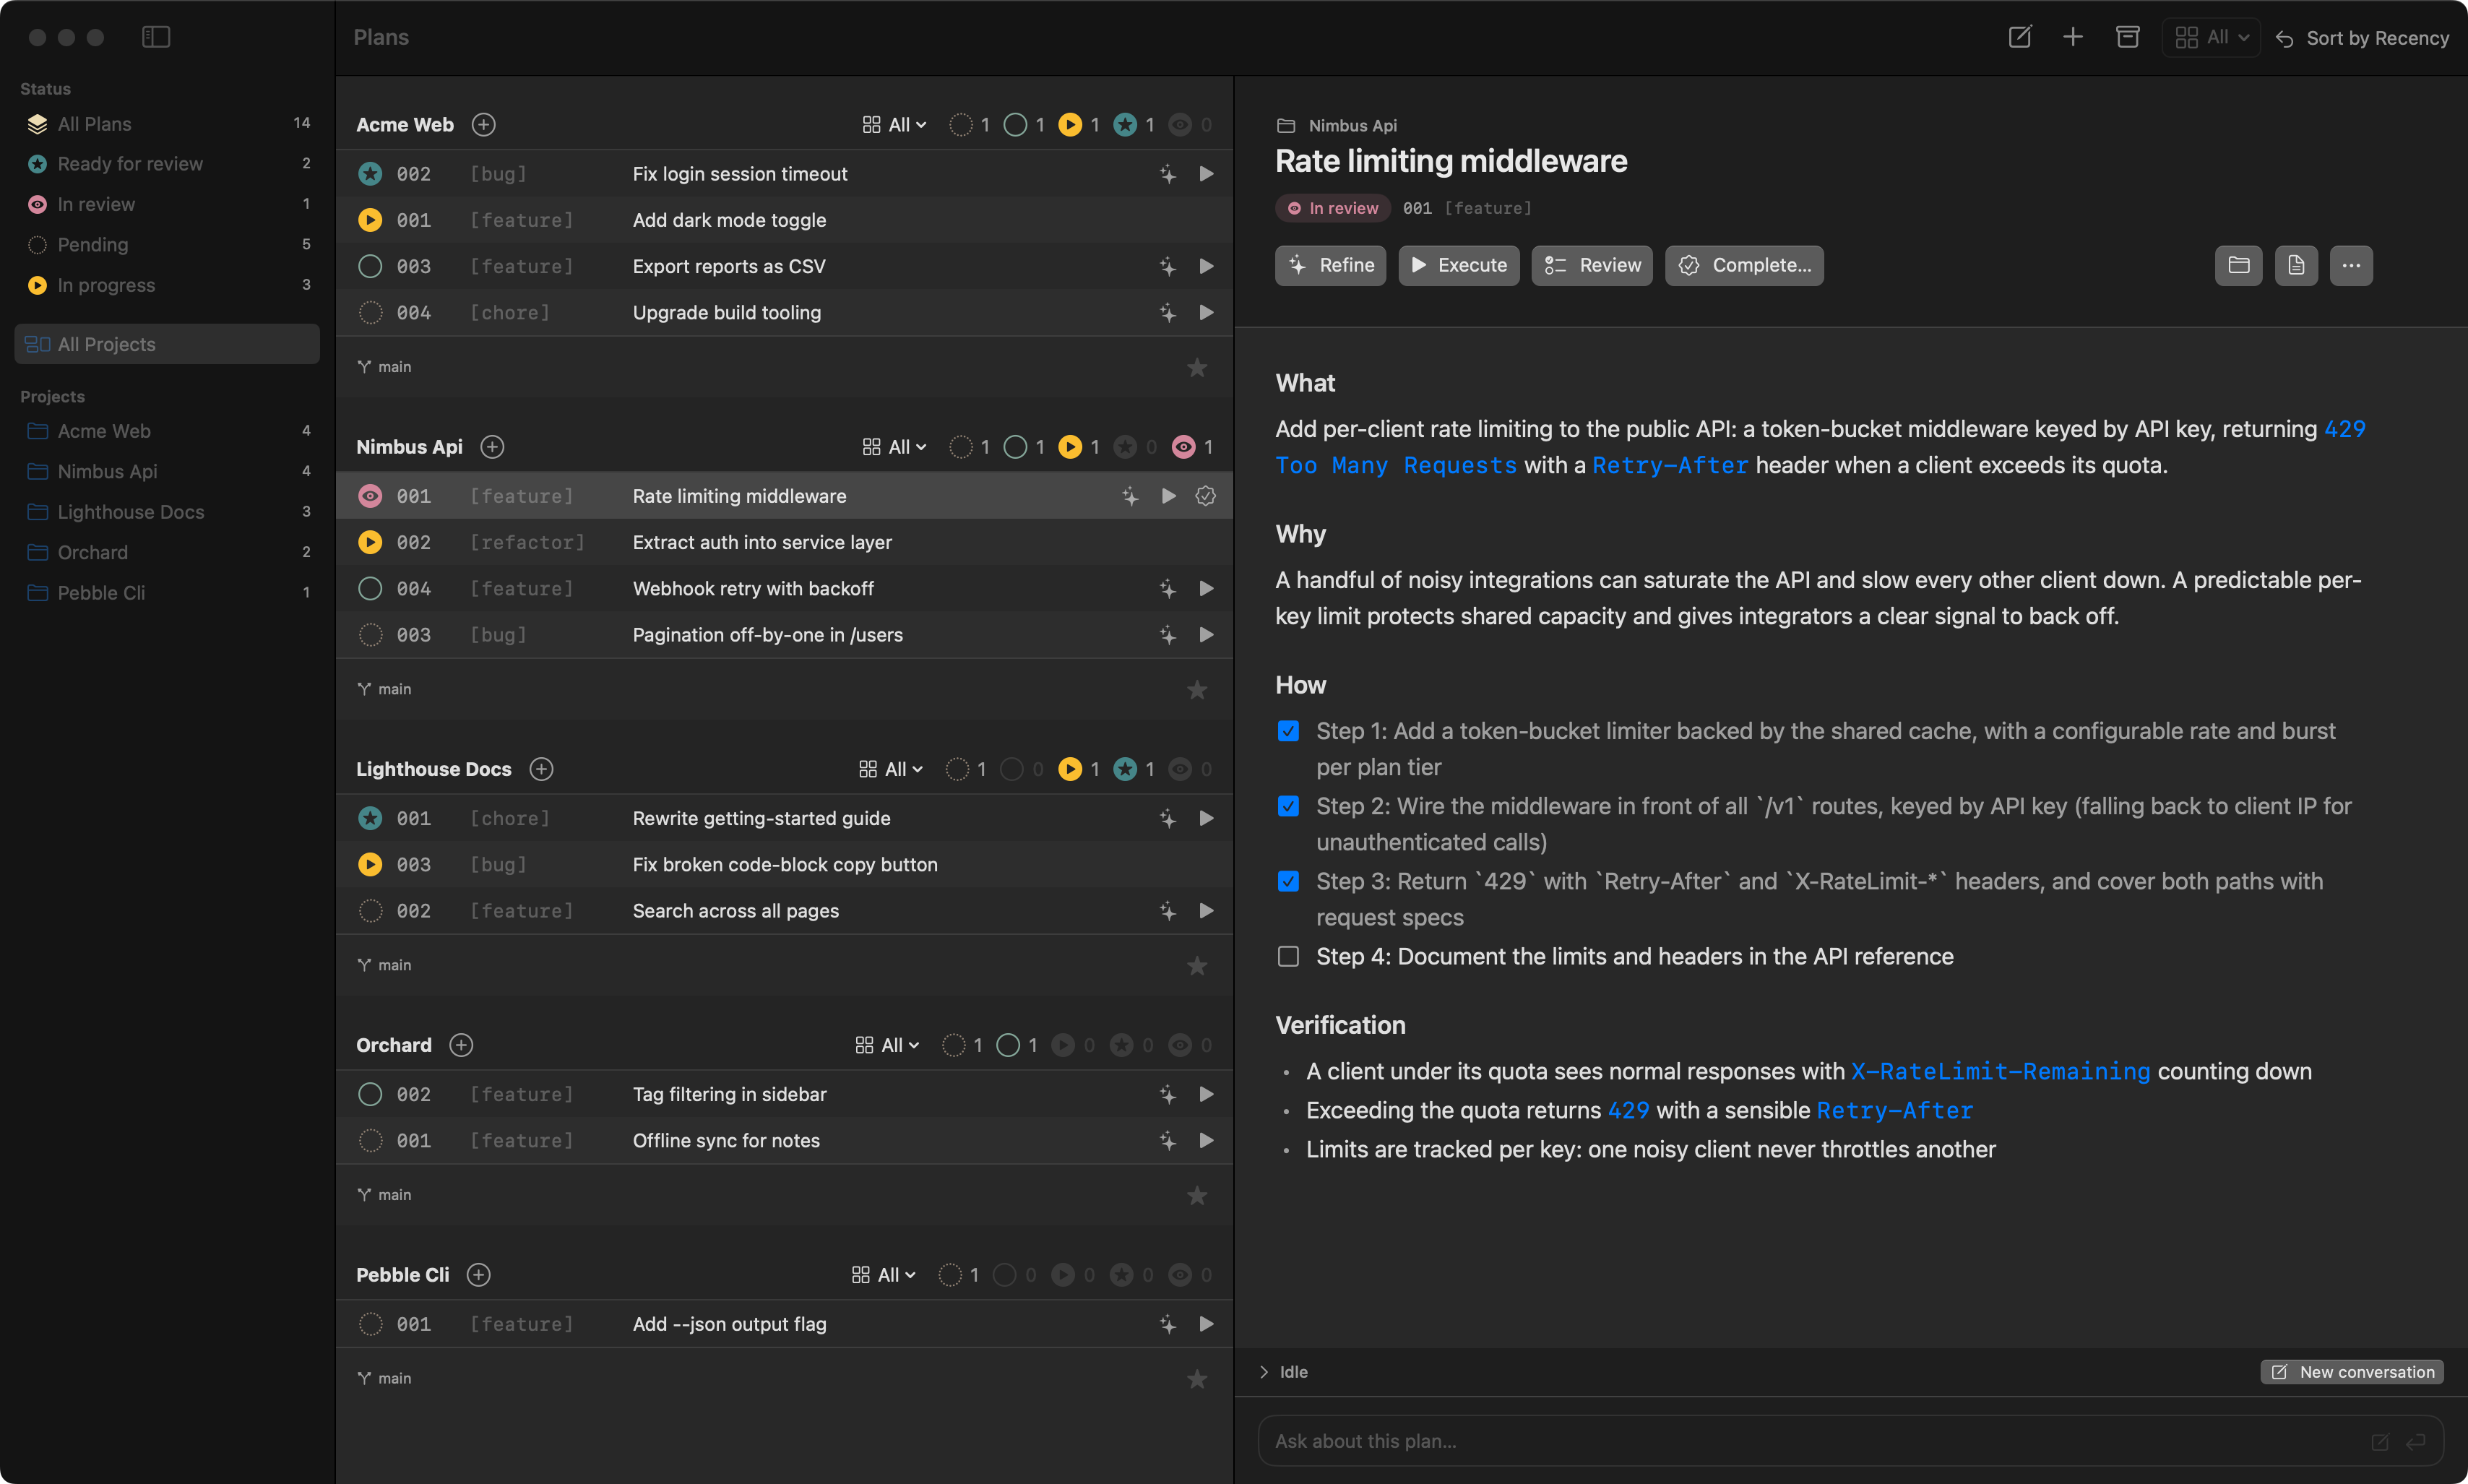 Plans
All
Sort by Recency
Status
All Plans 14
Ready for review 2
In review 1
Pending 5
In progress 3
All Projects
Projects
Acme Web 4
Nimbus Api 4
Lighthouse Docs 3
Orchard 2
Pebble Cli 1
Acme Web All 1 1 1 1 0
002 [bug] Fix login session timeout
001 [feature] Add dark mode toggle
003 [feature] Export reports as CSV
004 [chore] Upgrade build tooling
main
Nimbus Api All 1 1 1 0 1
001 [feature] Rate limiting middleware
002 [refactor] Extract auth into service layer
004 [feature] Webhook retry with backoff
003 [bug] Pagination off-by-one in /users
main
Lighthouse Docs All 1 0 1 1 0
001 [chore] Rewrite getting-started guide
003 [bug] Fix broken code-block copy button
002 [feature] Search across all pages
main
Orchard All 1 1 0 0 0
002 [feature] Tag filtering in sidebar
001 [feature] Offline sync for notes
main
Pebble Cli All 1 0 0 0 0
001 [feature] Add --json output flag
main
Nimbus Api
Rate limiting middleware
In review 001 [feature]
Refine Execute Review Complete...
What
Add per-client rate limiting to the public API: a token-bucket middleware keyed by API key, returning 429
Too Many Requests with a Retry-After header when a client exceeds its quota.
Why
A handful of noisy integrations can saturate the API and slow every other client down. A predictable per-
key limit protects shared capacity and gives integrators a clear signal to back off.
How
Step 1: Add a token-bucket limiter backed by the shared cache, with a configurable rate and burst
per plan tier
Step 2: Wire the middleware in front of all `/v1` routes, keyed by API key (falling back to client IP for
unauthenticated calls)
Step 3: Return `429` with `Retry-After` and `X-RateLimit-*` headers, and cover both paths with
request specs
Step 4: Document the limits and headers in the API reference
Verification
• A client under its quota sees normal responses with X-RateLimit-Remaining counting down
• Exceeding the quota returns 429 with a sensible Retry-After
• Limits are tracked per key: one noisy client never throttles another
Idle
New conversation
Ask about this plan...